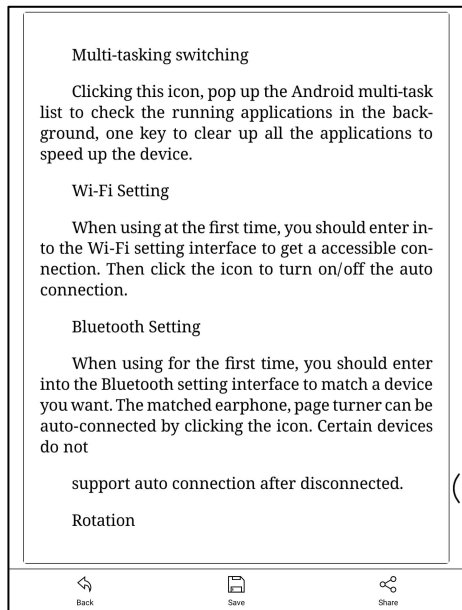 Multi-tasking switching
Clicking this icon, pop up the Android multi-task
list to check the running applications in the back-
ground, one key to clear up all the applications to
speed up the device.
Wi-Fi Setting
When using at the first time, you should enter in-
to the Wi-Fi setting interface to get a accessible con-
nection. Then click the icon to turn on/off the auto
connection.
Bluetooth Setting
When using for the first time, you should enter
into the Bluetooth setting interface to match a device
you want. The matched earphone, page turner can be
auto-connected by clicking the icon. Certain devices
do not
support auto connection after disconnected.
Rotation
Back Save Share